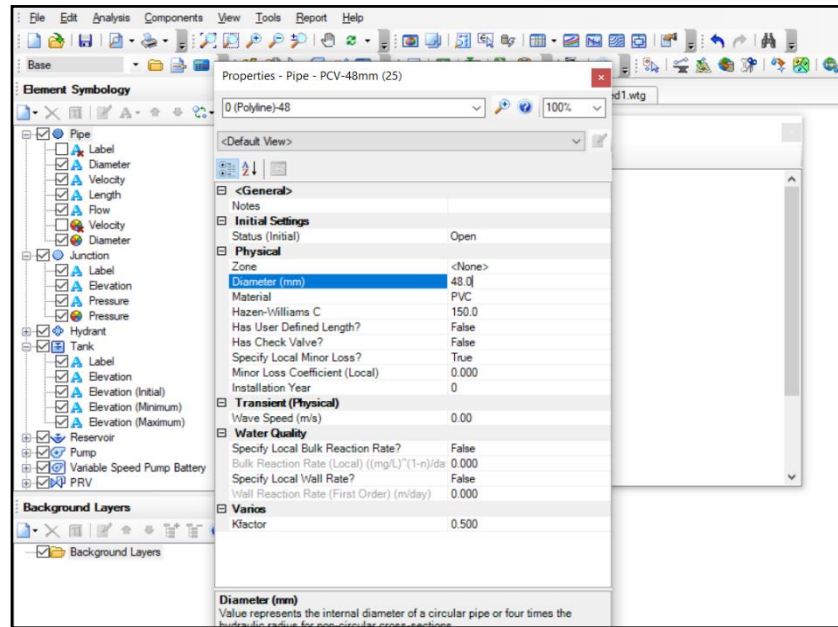 File Edit Analysis Components View Tools Report Help
Base
Properties - Pipe - PCV-48mm (25)
Element Symbology
ed1.wtg
0 (Polyline)-48
100%
<Default View>
Pipe
Label
Diameter
Velocity
Length
Flow
Velocity
Diameter
Junction
Label
Elevation
Pressure
Pressure
Hydrant
Tank
Label
Elevation
Elevation (Initial)
Elevation (Minimum)
Elevation (Maximum)
Reservoir
Pump
Variable Speed Pump Battery
PRV
Background Layers
Background Layers
<General>
Notes
Initial Settings
Status (Initial) Open
Physical
Zone <None>
Diameter (mm) 48.0
Material PVC
Hazen-Williams C 150.0
Has User Defined Length? False
Has Check Valve? False
Specify Local Minor Loss? True
Minor Loss Coefficient (Local) 0.000
Installation Year 0
Transient (Physical)
Wave Speed (m/s) 0.00
Water Quality
Specify Local Bulk Reaction Rate? False
Bulk Reaction Rate (Local) ((mg/L)^(1-n)/da 0.000
Specify Local Wall Rate? False
Wall Reaction Rate (First Order) (m/day) 0.000
Varios
Kfactor 0.500
Diameter (mm)
Value represents the internal diameter of a circular pipe or four times the
hydraulic radius for non-circular cross-sections